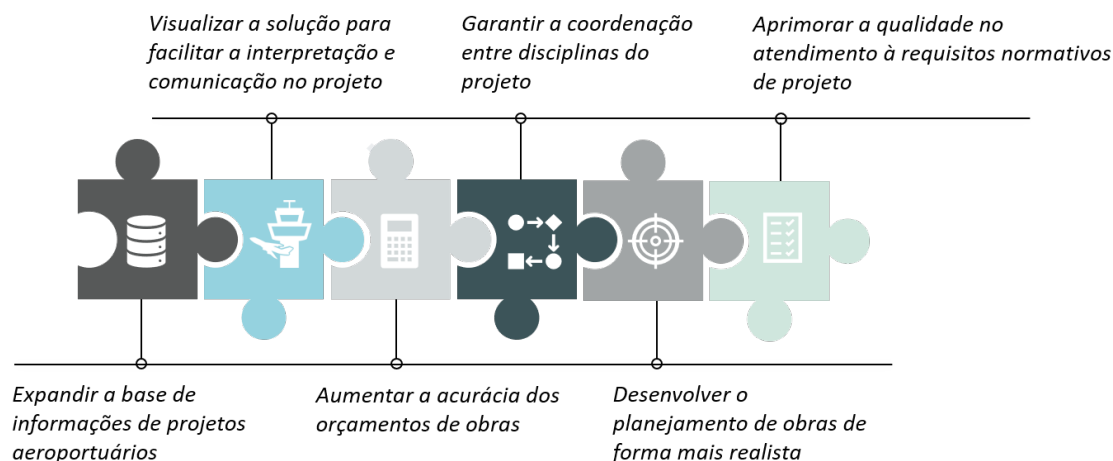 Visualizar a solução para
facilitar a interpretação e
comunicação no projeto
Garantir a coordenação
entre disciplinas do
projeto
Aprimorar a qualidade no
atendimento à requisitos normativos
de projeto
Expandir a base de
informações de projetos
aeroportuários
Aumentar a acurácia dos
orçamentos de obras
Desenvolver o
planejamento de obras de
forma mais realista